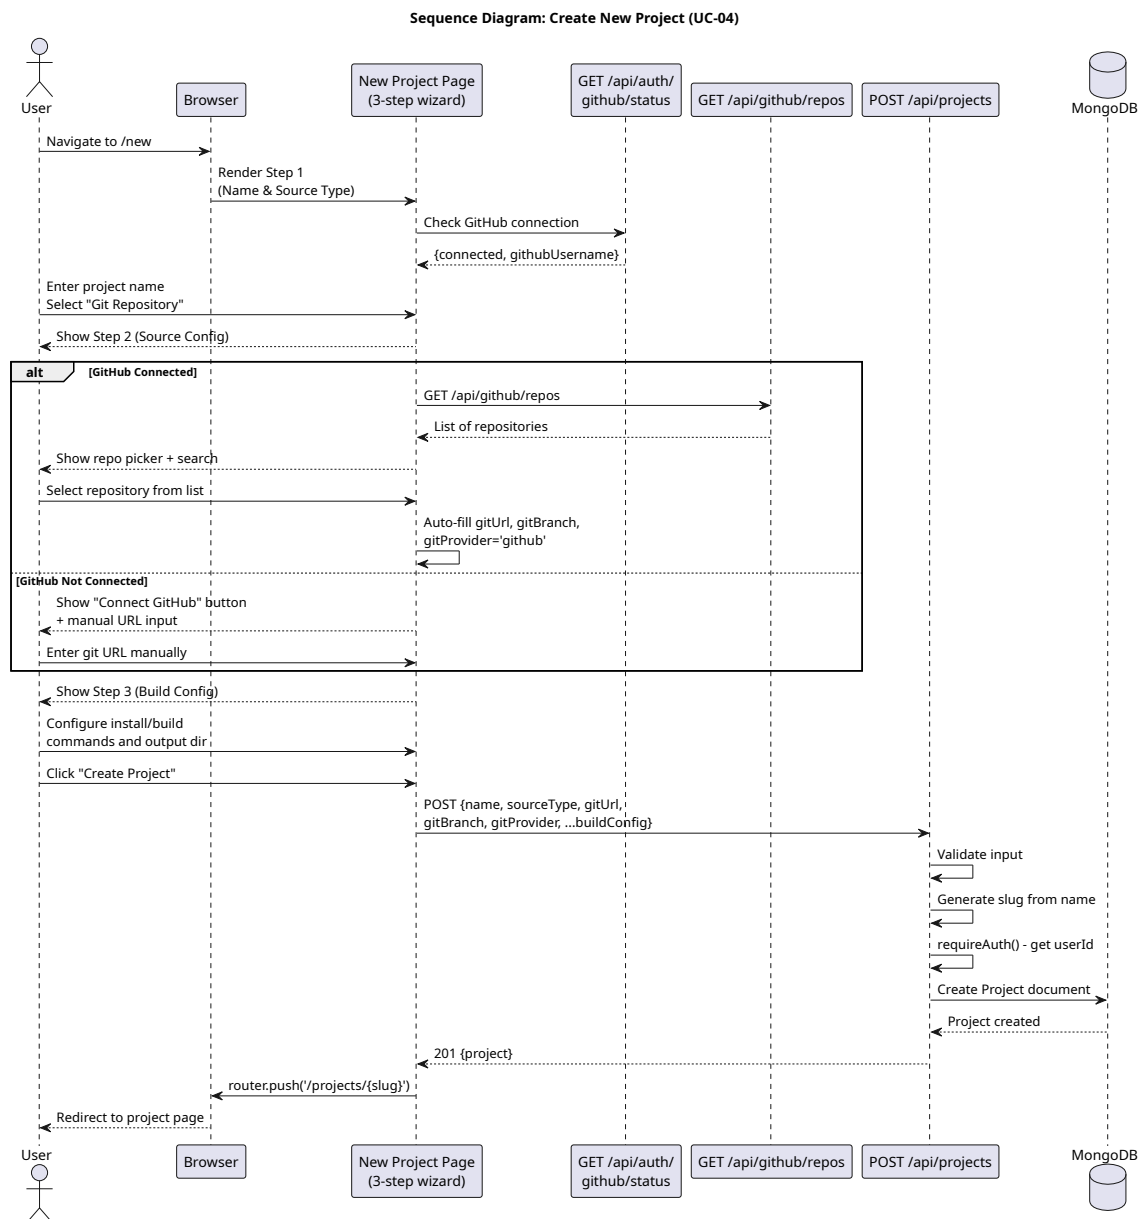 Sequence Diagram: Create New Project (UC-04)
User
Browser
New Project Page
(3-step wizard)
GET /api/auth/
github/status
GET /api/github/repos
POST /api/projects
MongoDB
Navigate to /new
Render Step 1
(Name & Source Type)
Check GitHub connection
{connected, githubUsername}
Enter project name
Select "Git Repository"
Show Step 2 (Source Config)
alt
[GitHub Connected]
GET /api/github/repos
List of repositories
Show repo picker + search
Select repository from list
Auto-fill gitUrl, gitBranch,
gitProvider='github'
[GitHub Not Connected]
Show "Connect GitHub" button
+ manual URL input
Enter git URL manually
Show Step 3 (Build Config)
Configure install/build
commands and output dir
Click "Create Project"
POST {name, sourceType, gitUrl,
gitBranch, gitProvider, ...buildConfig}
Validate input
Generate slug from name
requireAuth() - get userId
Create Project document
Project created
201 {project}
router.push('/projects/{slug}')
Redirect to project page
User
Browser
New Project Page
(3-step wizard)
GET /api/auth/
github/status
GET /api/github/repos
POST /api/projects
MongoDB